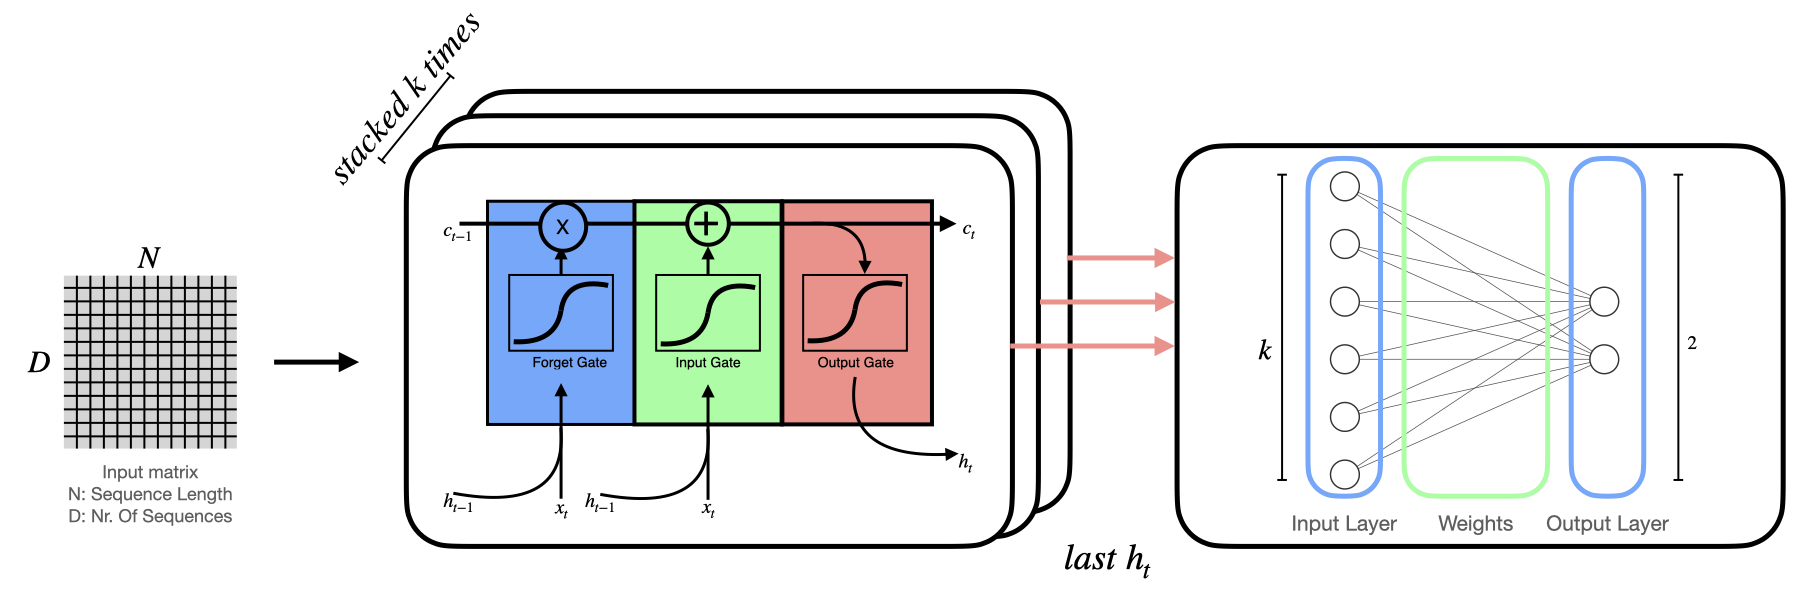 stacked k times
N
D
Input matrix
N: Sequence Length
D: Nr. Of Sequences
c_{t-1}
X
+
c_t
Forget Gate
Input Gate
Output Gate
h_{t-1}
x_t
h_{t-1}
x_t
h_t
last h_t
k
2
Input Layer
Weights
Output Layer